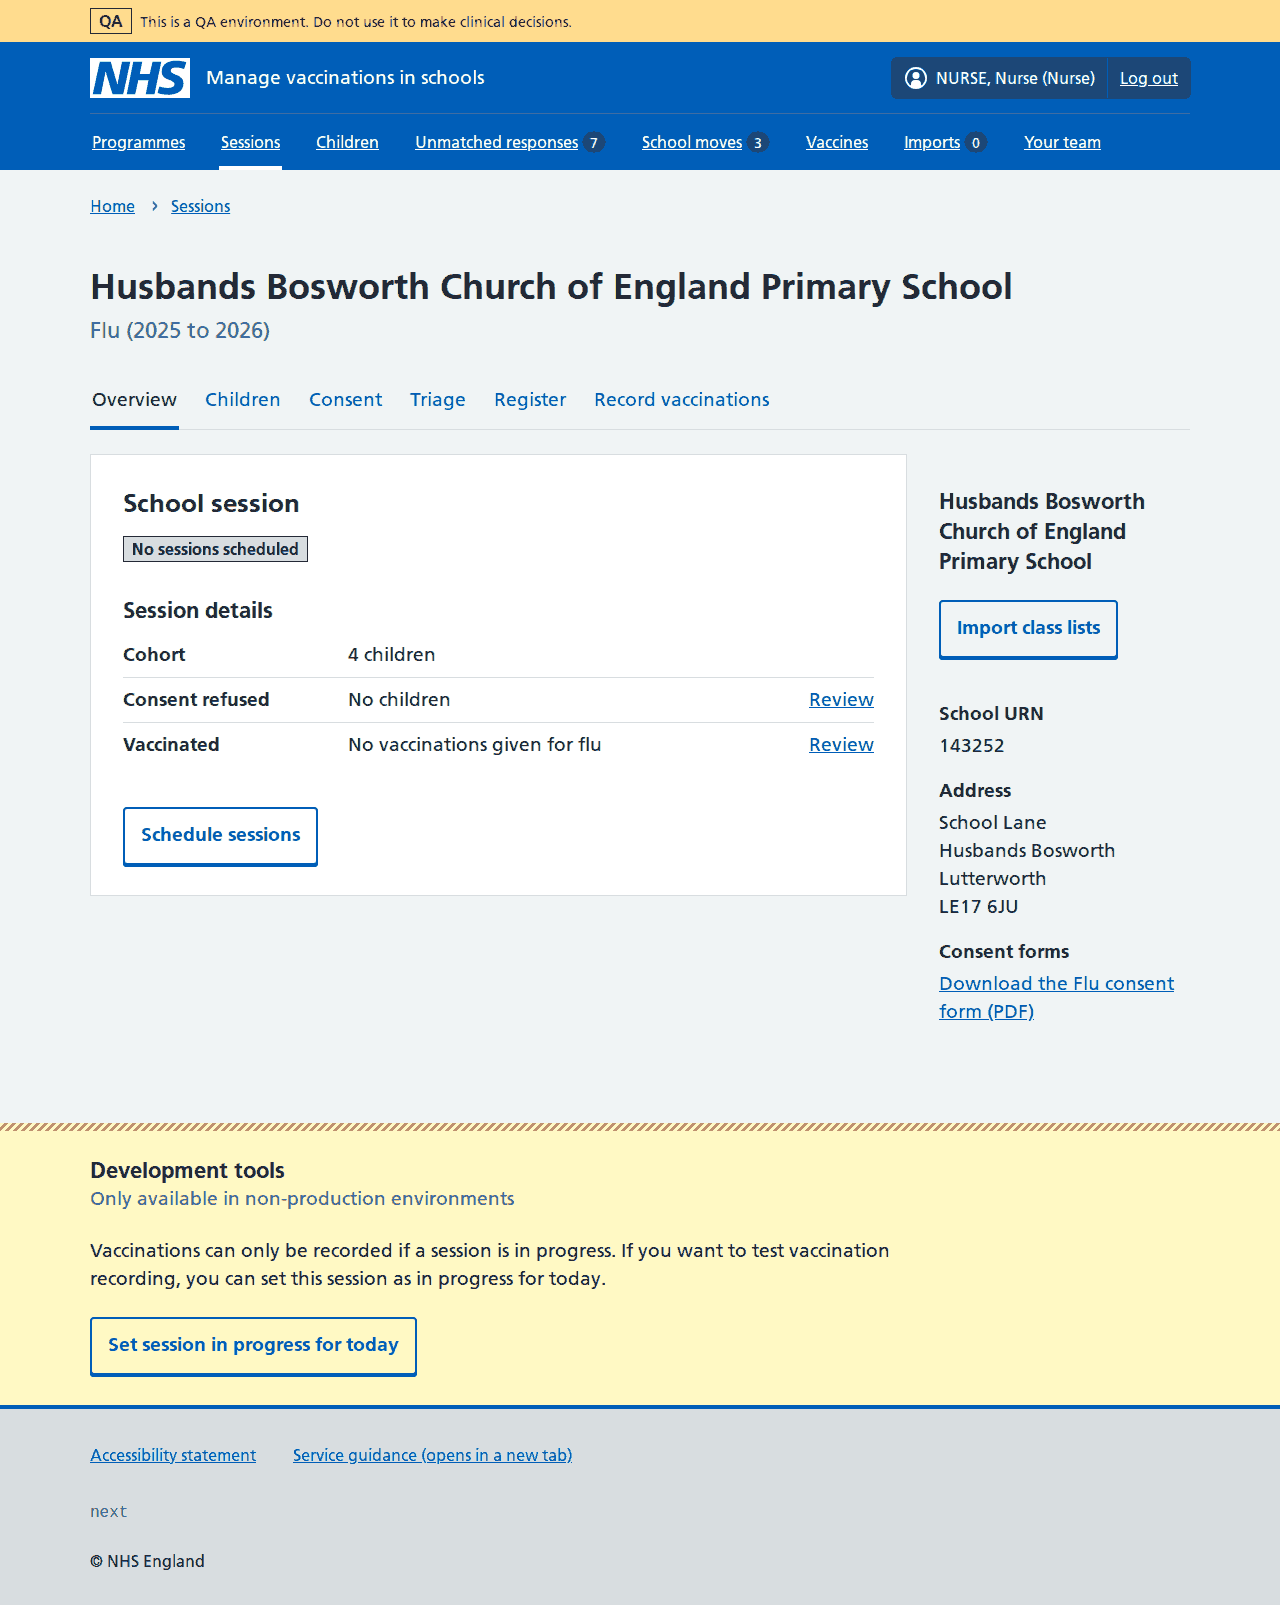 QA This is a QA environment. Do not use it to make clinical decisions.
NHS Manage vaccinations in schools NURSE, Nurse (Nurse) Log out
Programmes Sessions Children Unmatched responses 7 School moves 3 Vaccines Imports 0 Your team
Home › Sessions
Husbands Bosworth Church of England Primary School
Flu (2025 to 2026)
Overview Children Consent Triage Register Record vaccinations
School session
No sessions scheduled
Session details
Cohort 4 children
Consent refused No children Review
Vaccinated No vaccinations given for flu Review
Schedule sessions
Husbands Bosworth
Church of England
Primary School
Import class lists
School URN
143252
Address
School Lane
Husbands Bosworth
Lutterworth
LE17 6JU
Consent forms
Download the Flu consent
form (PDF)
Development tools
Only available in non-production environments
Vaccinations can only be recorded if a session is in progress. If you want to test vaccination
recording, you can set this session as in progress for today.
Set session in progress for today
Accessibility statement Service guidance (opens in a new tab)
next
© NHS England